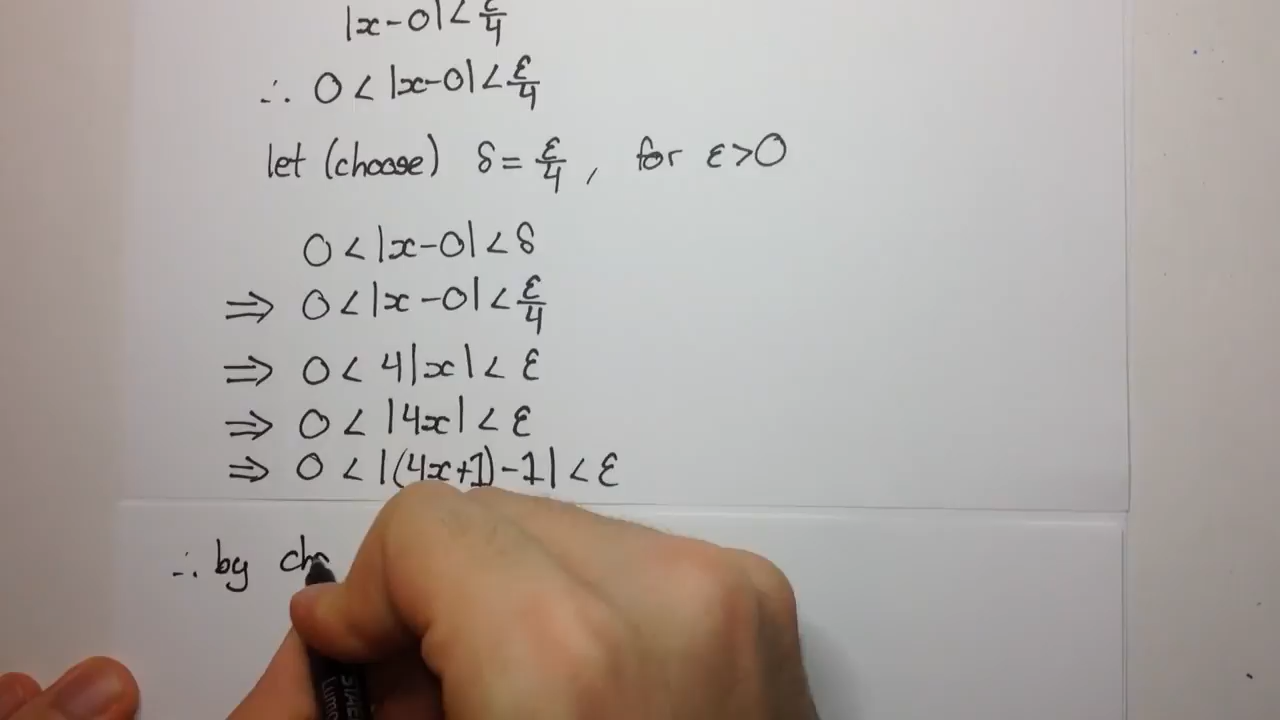 |x-0|<ε/4
∴ 0<|x-0|<ε/4
let (choose) δ=ε/4, for ε>0
0<|x-0|<δ
⇒ 0<|x-0|<ε/4
⇒ 0<4|x|<ε
⇒ 0<|4x|<ε
⇒ 0<|(4x+1)-1|<ε
∴ by cho